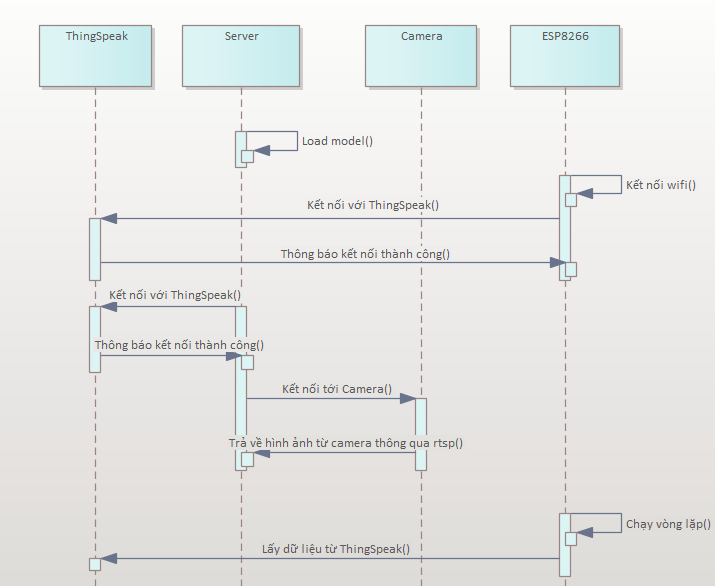 ThingSpeak
Server
Camera
ESP8266
Load model()
Kết nối wifi()
Kết nối với ThingSpeak()
Thông báo kết nối thành công()
Kết nối với ThingSpeak()
Thông báo kết nối thành công()
Kết nối tới Camera()
Trả về hình ảnh từ camera thông qua rtsp()
Chạy vòng lặp()
Lấy dữ liệu từ ThingSpeak()